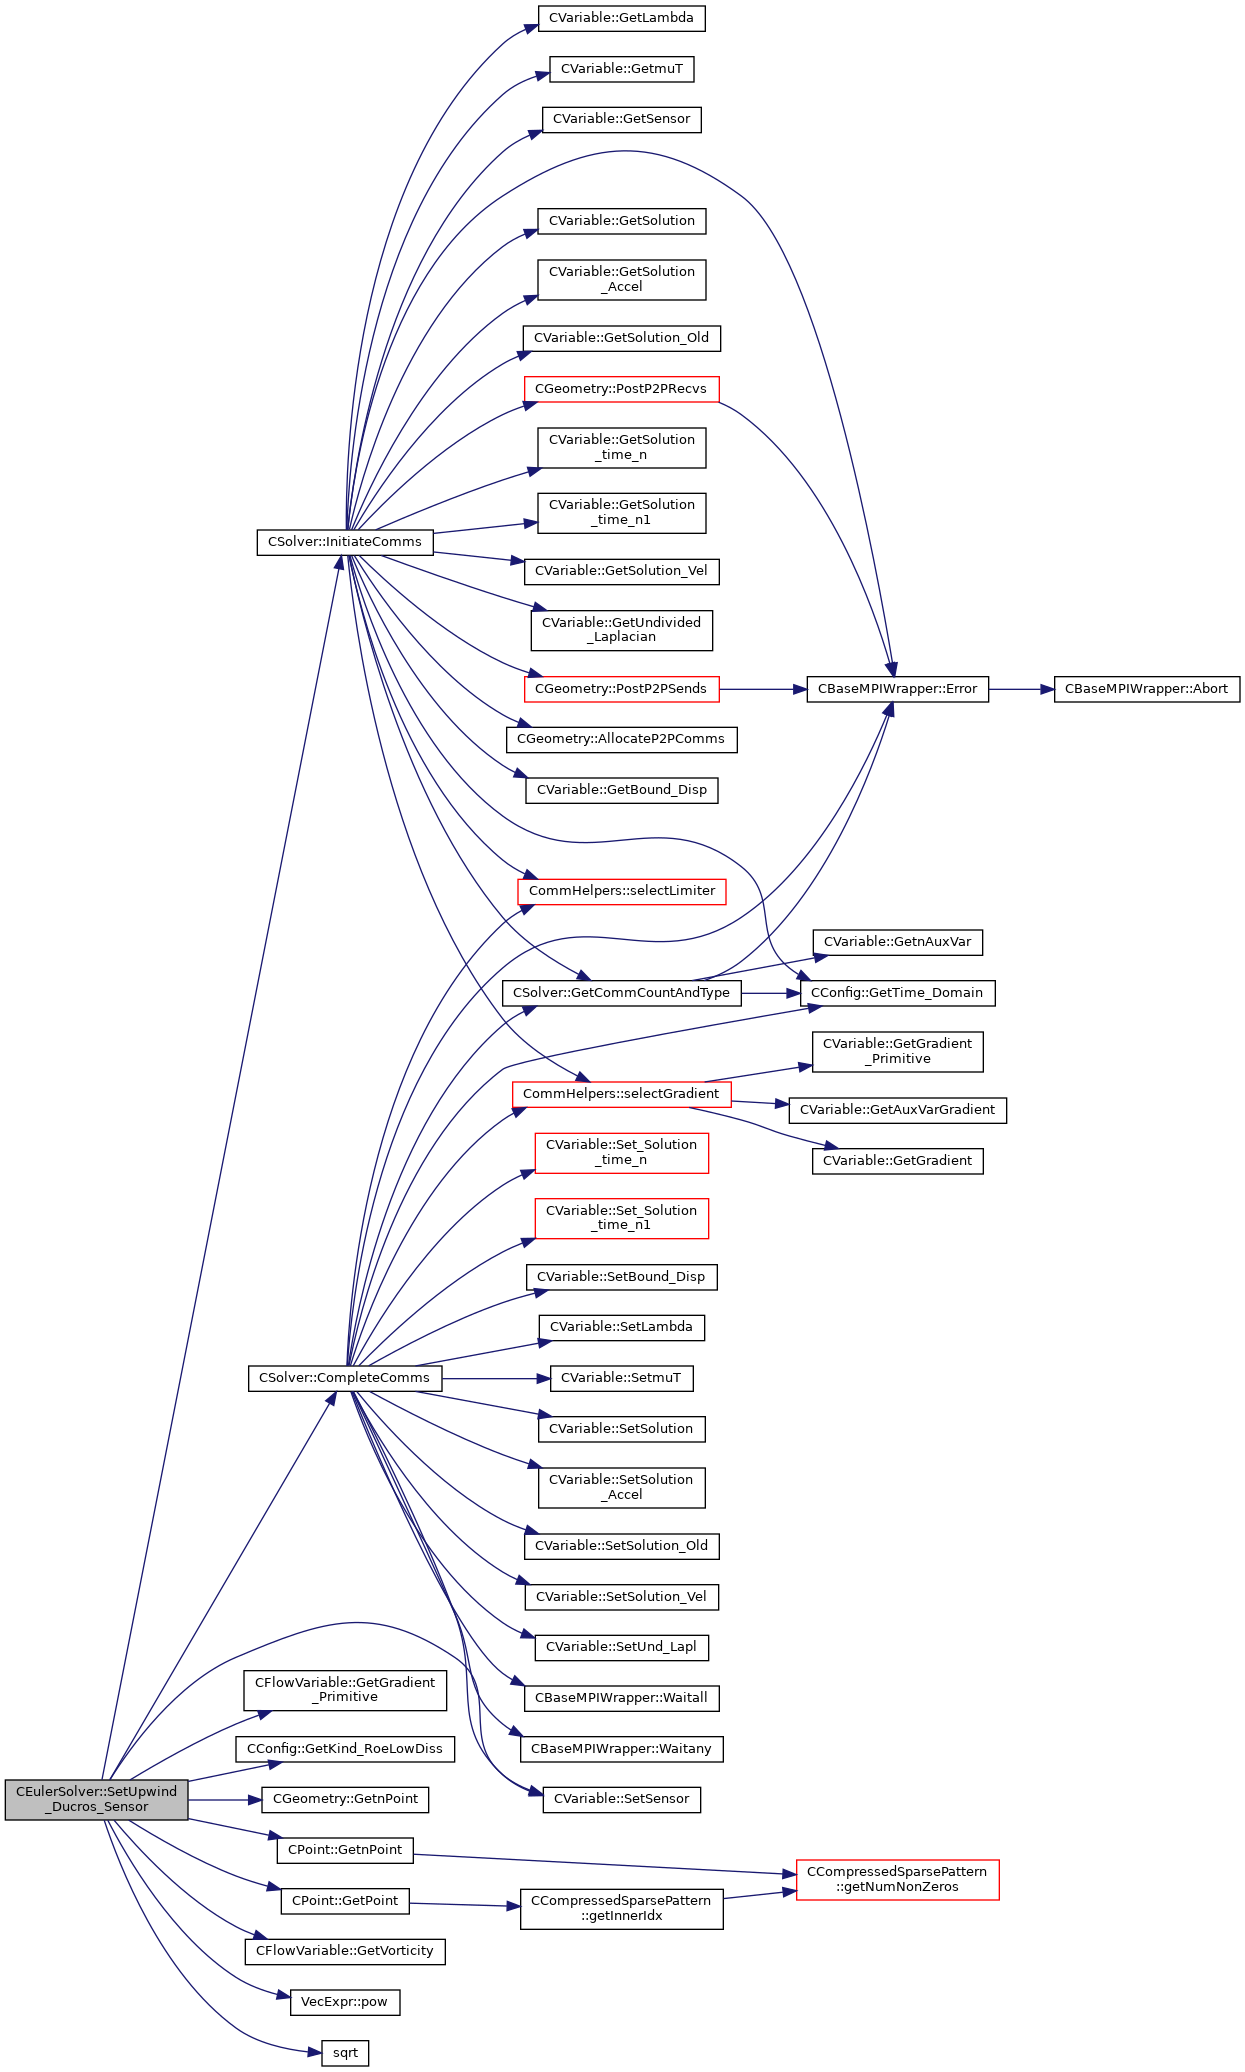 CVariable::GetLambda
CVariable::GetmuT
CVariable::GetSensor
CVariable::GetSolution
CVariable::GetSolution
_Accel
CVariable::GetSolution_Old
CGeometry::PostP2PRecvs
CVariable::GetSolution
_time_n
CVariable::GetSolution
_time_n1
CSolver::InitiateComms
CVariable::GetSolution_Vel
CVariable::GetUndivided
_Laplacian
CGeometry::PostP2PSends
CBaseMPIWrapper::Error
CBaseMPIWrapper::Abort
CGeometry::AllocateP2PComms
CVariable::GetBound_Disp
CommHelpers::selectLimiter
CVariable::GetnAuxVar
CSolver::GetCommCountAndType
CConfig::GetTime_Domain
CVariable::GetGradient
_Primitive
CommHelpers::selectGradient
CVariable::GetAuxVarGradient
CVariable::GetGradient
CVariable::Set_Solution
_time_n
CVariable::Set_Solution
_time_n1
CVariable::SetBound_Disp
CVariable::SetLambda
CSolver::CompleteComms
CVariable::SetmuT
CVariable::SetSolution
CVariable::SetSolution
_Accel
CVariable::SetSolution_Old
CVariable::SetSolution_Vel
CVariable::SetUnd_Lapl
CFlowVariable::GetGradient
_Primitive
CBaseMPIWrapper::Waitall
CConfig::GetKind_RoeLowDiss
CBaseMPIWrapper::Waitany
CEulerSolver::SetUpwind
_Ducros_Sensor
CGeometry::GetnPoint
CVariable::SetSensor
CPoint::GetnPoint
CCompressedSparsePattern
::getNumNonZeros
CPoint::GetPoint
CCompressedSparsePattern
::getInnerIdx
CFlowVariable::GetVorticity
VecExpr::pow
sqrt